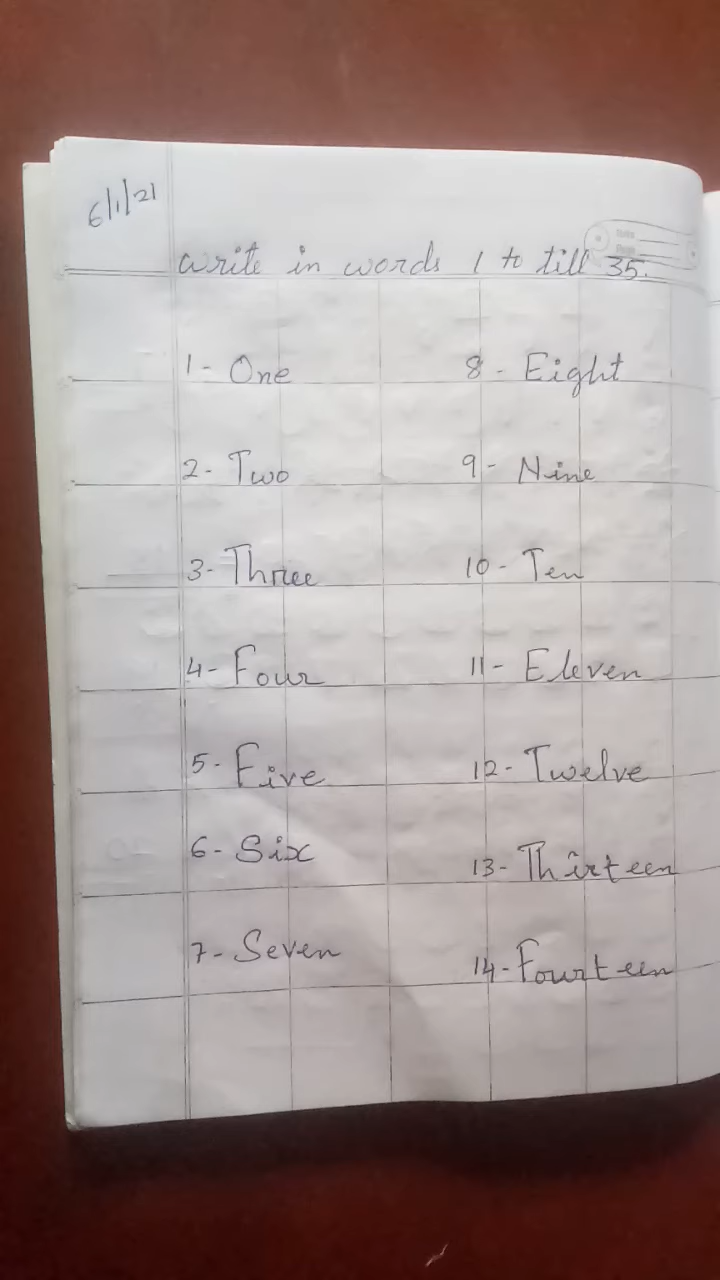 6/1/21
write in words 1 to till 35.
1- One
2- Two
3- Three
4- Four
5- Five
6- Six
7- Seven
8 - Eight
9 - Nine
10 - Ten
11 - Eleven
12 - Twelve
13 - Thirteen
14 - Fourteen